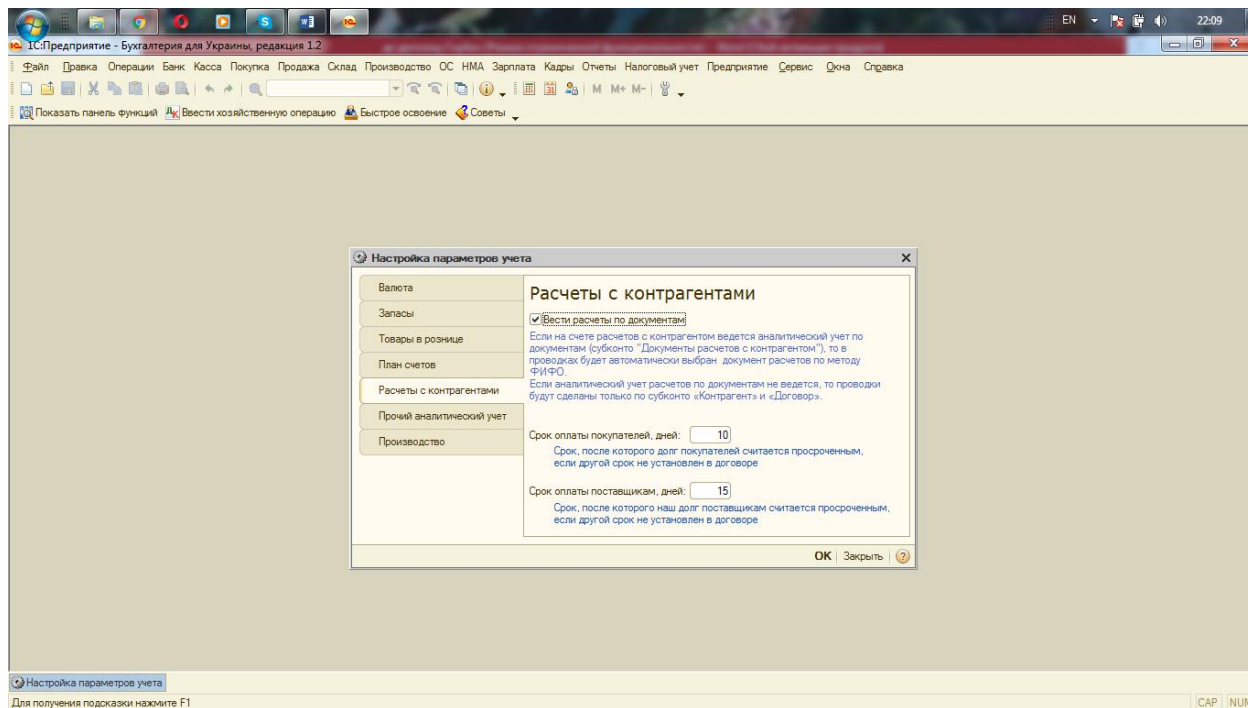 EN
22:09
1С:Предприятие - Бухгалтерия для Украины, редакция 1.2
Файл Правка Операции Банк Касса Покупка Продажа Склад Производство ОС НМА Зарплата Кадры Отчеты Налоговый учет Предприятие Сервис Окна Справка
M M+ M-
Показать панель функций Ввести хозяйственную операцию Быстрое освоение Советы
Настройка параметров учета
Валюта
Запасы
Товары в рознице
План счетов
Расчеты с контрагентами
Прочий аналитический учет
Производство
Расчеты с контрагентами
Вести расчеты по документам
Если на счете расчетов с контрагентом ведется аналитический учет по
документам (субконто "Документы расчетов с контрагентом"), то в
проводках будет автоматически выбран документ расчетов по методу
ФИФО.
Если аналитический учет расчетов по документам не ведется, то проводки
будут сделаны только по субконто «Контрагент» и «Договор».
Срок оплаты покупателей, дней: 10
Срок, после которого долг покупателей считается просроченным,
если другой срок не установлен в договоре
Срок оплаты поставщикам, дней: 15
Срок, после которого наш долг поставщикам считается просроченным,
если другой срок не установлен в договоре
OK Закрыть
Настройка параметров учета
Для получения подсказки нажмите F1
CAP NUM